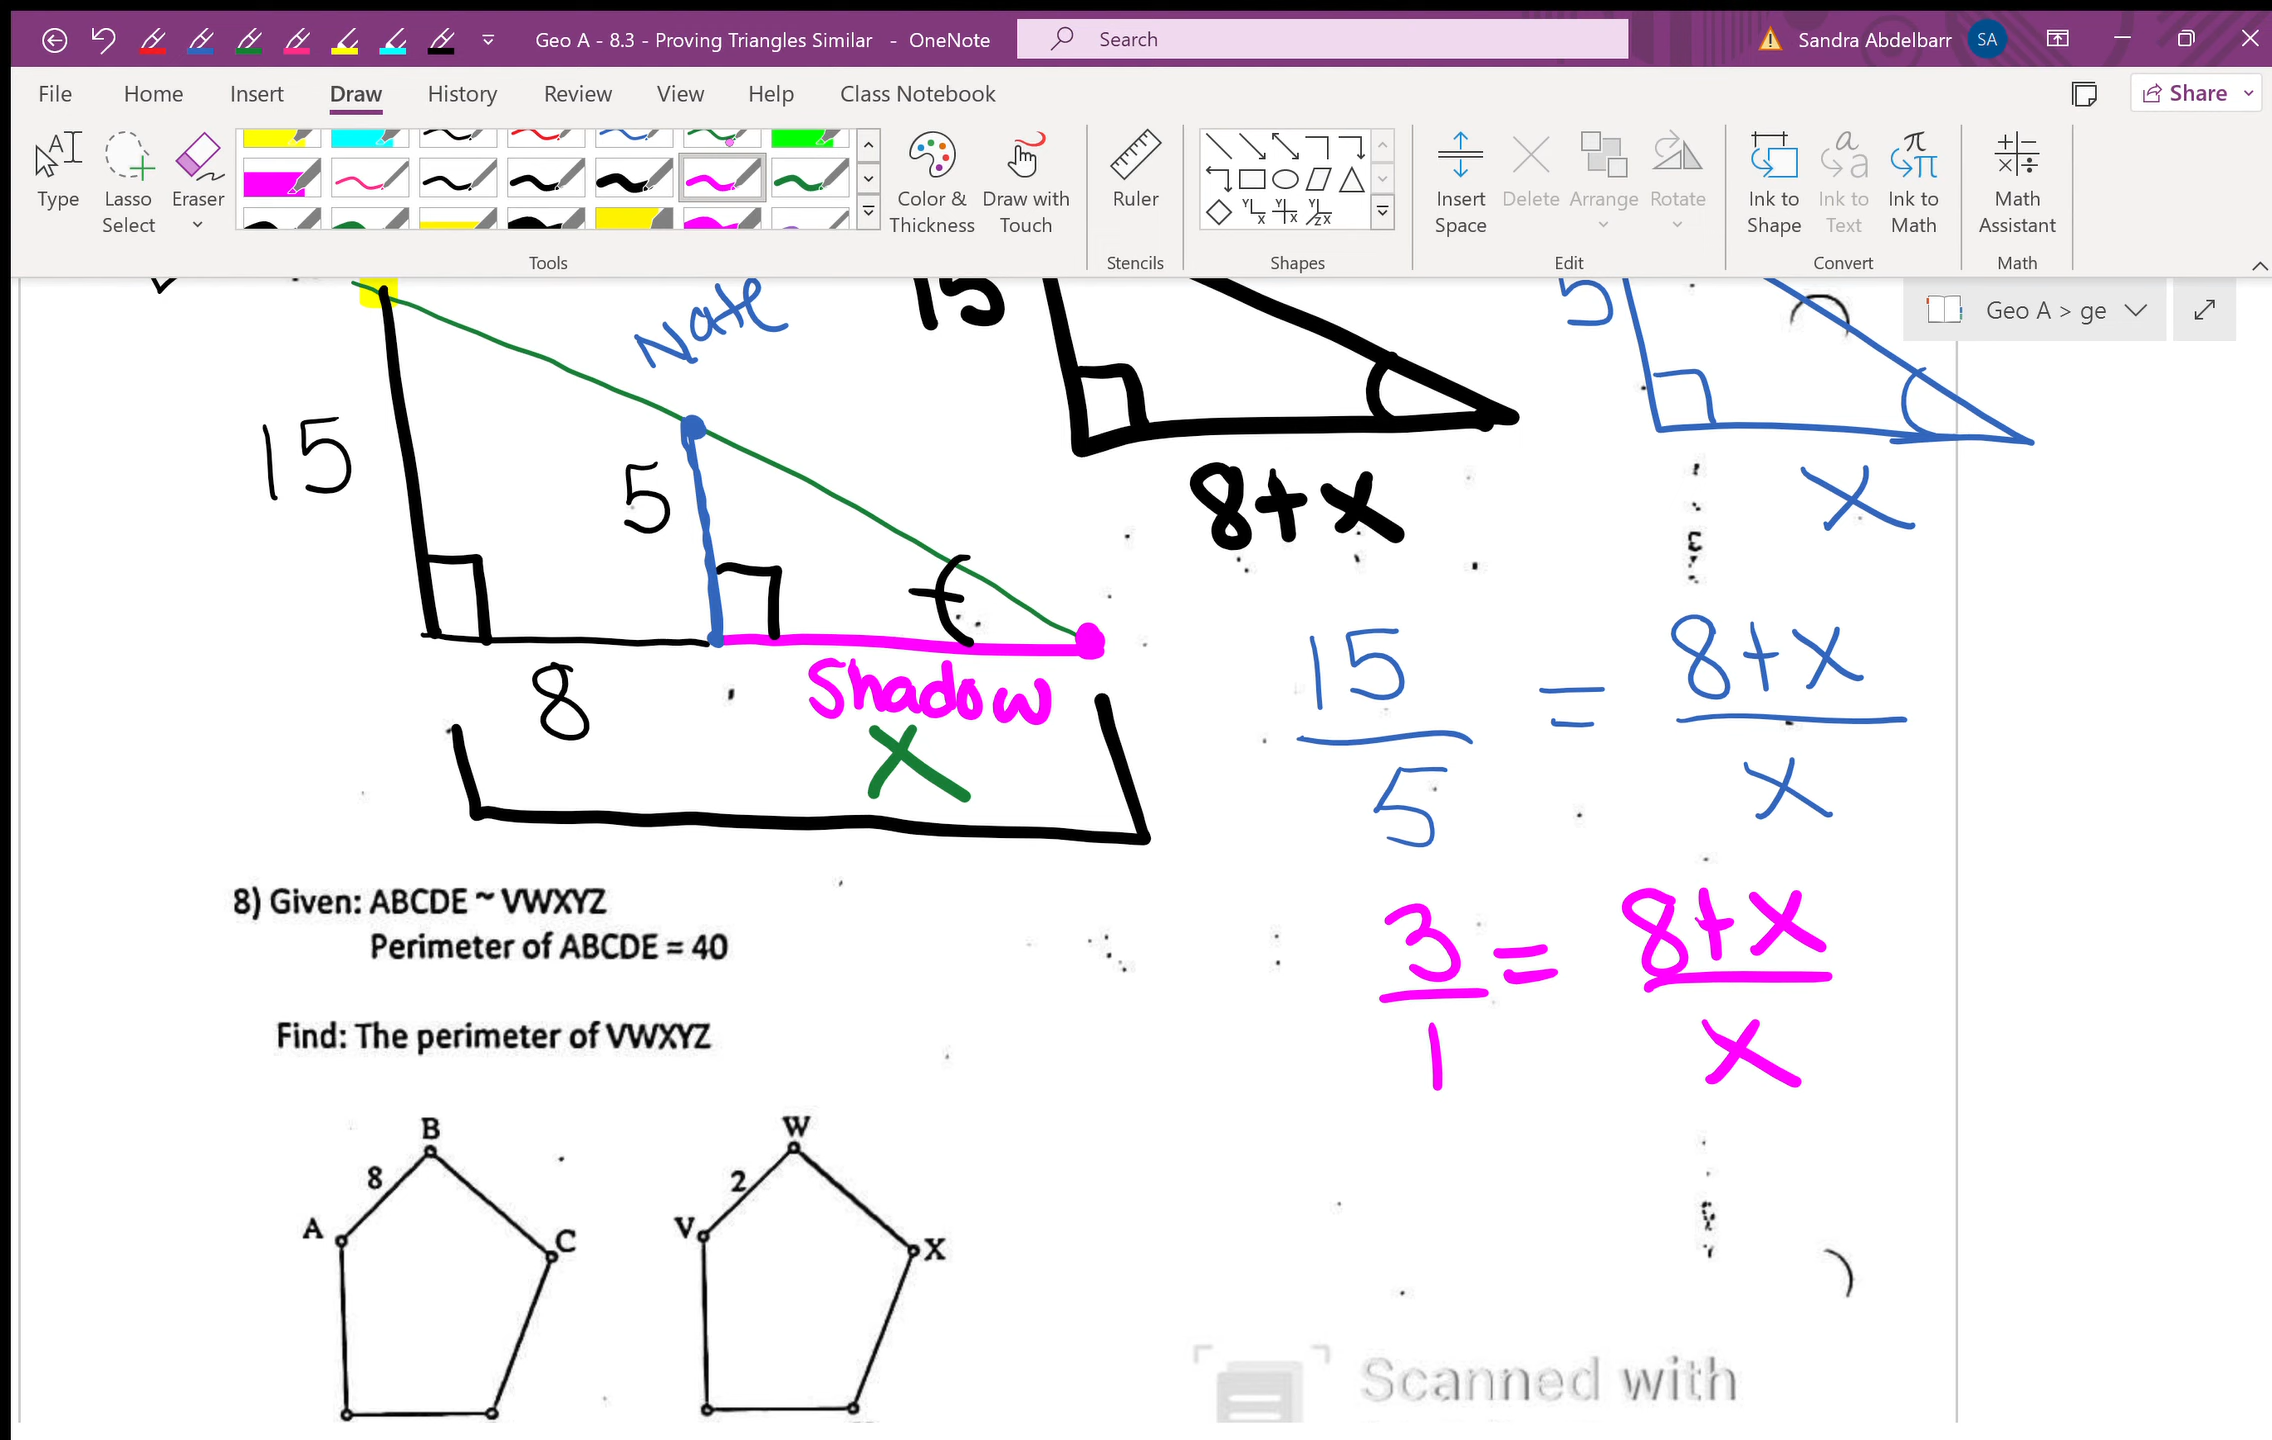 Geo A - 8.3 - Proving Triangles Similar - OneNote
Search
Sandra Abdelbarr
SA
File
Home
Insert
Draw
History
Review
View
Help
Class Notebook
Share
Type
Lasso Select
Eraser
Color & Thickness
Draw with Touch
Ruler
Insert Space
Delete
Arrange
Rotate
Ink to Shape
Ink to Text
Ink to Math
Math Assistant
Tools
Stencils
Shapes
Edit
Convert
Math
Geo A > ge
Nate
15
5
15
5
8
Shadow
x
8+x
x
15/5 = 8+x/x
3/1 = 8+x/x
8) Given: ABCDE ~ VWXYZ
Perimeter of ABCDE = 40
Find: The perimeter of VWXYZ
B
8
A
C
W
2
V
X
Scanned with